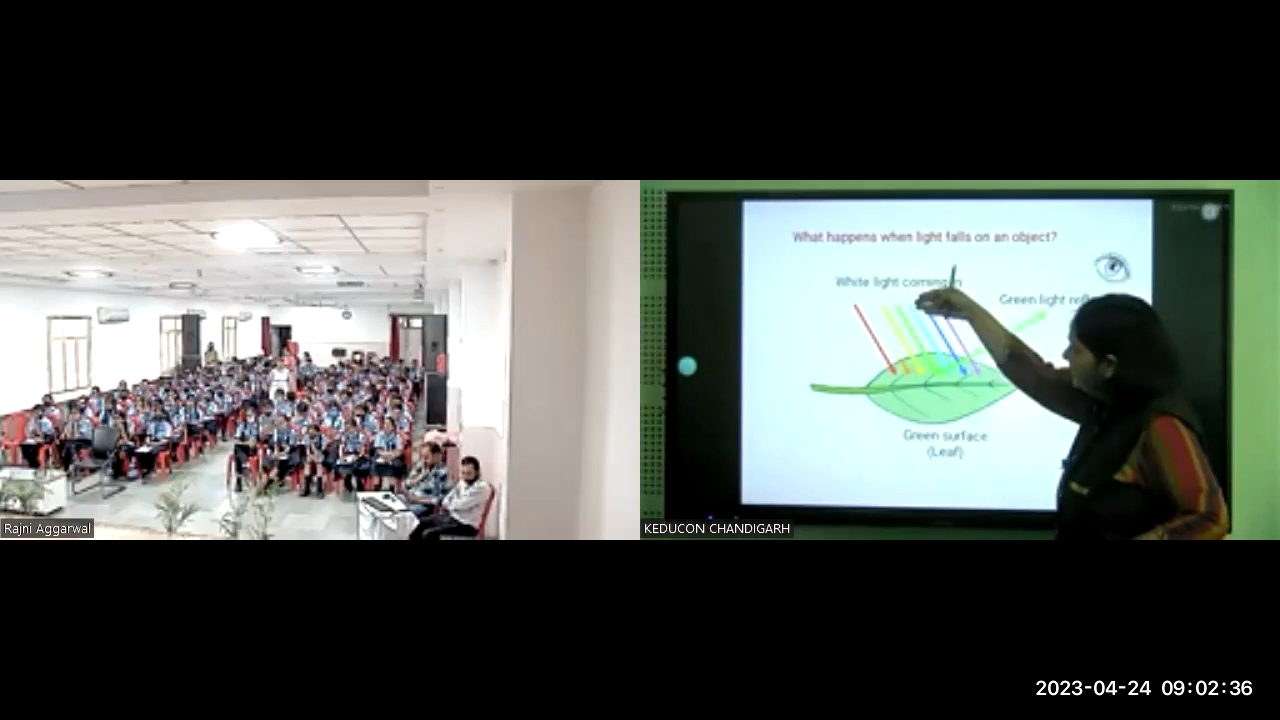 What happens when light falls on an object?
White light coming in
Green light
Green surface
(Leaf)
Rajni Aggarwal
KEDUCON CHANDIGARH
2023-04-24 09:02:36